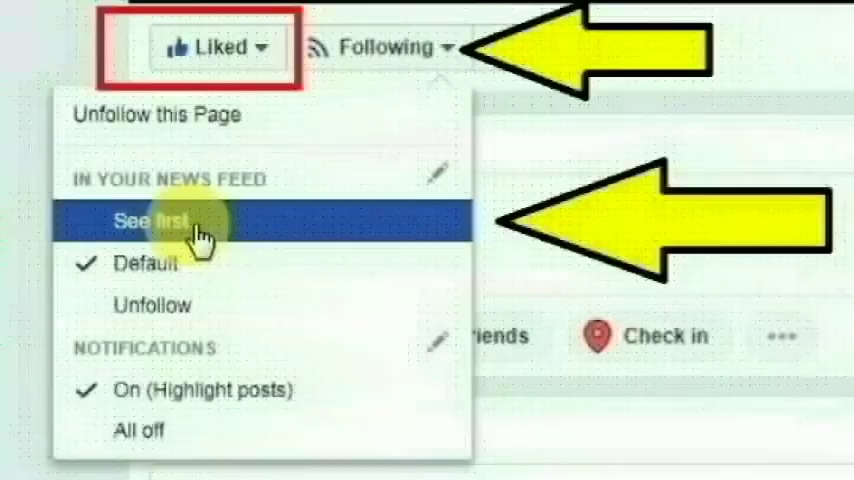 Liked Following
Unfollow this Page
IN YOUR NEWS FEED
See first
Default
Unfollow
riends Check in
NOTIFICATIONS
On (Highlight posts)
All off